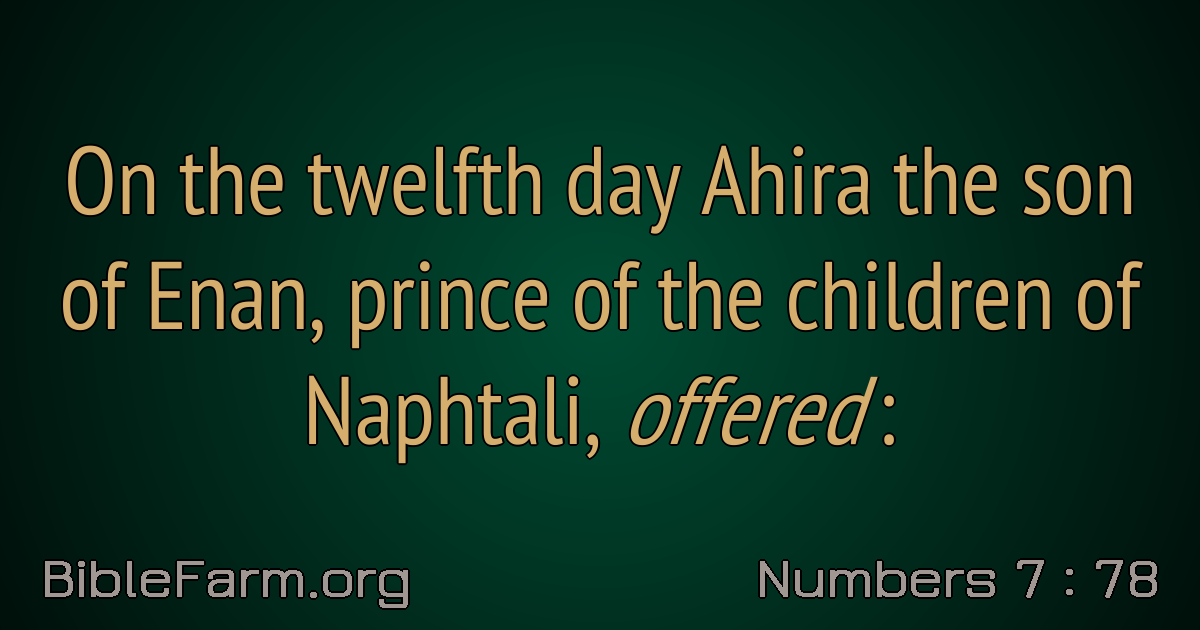 On the twelfth day Ahira the son
of Enan, prince of the children of
Naphtali, offered:
BibleFarm.org
Numbers 7 : 78